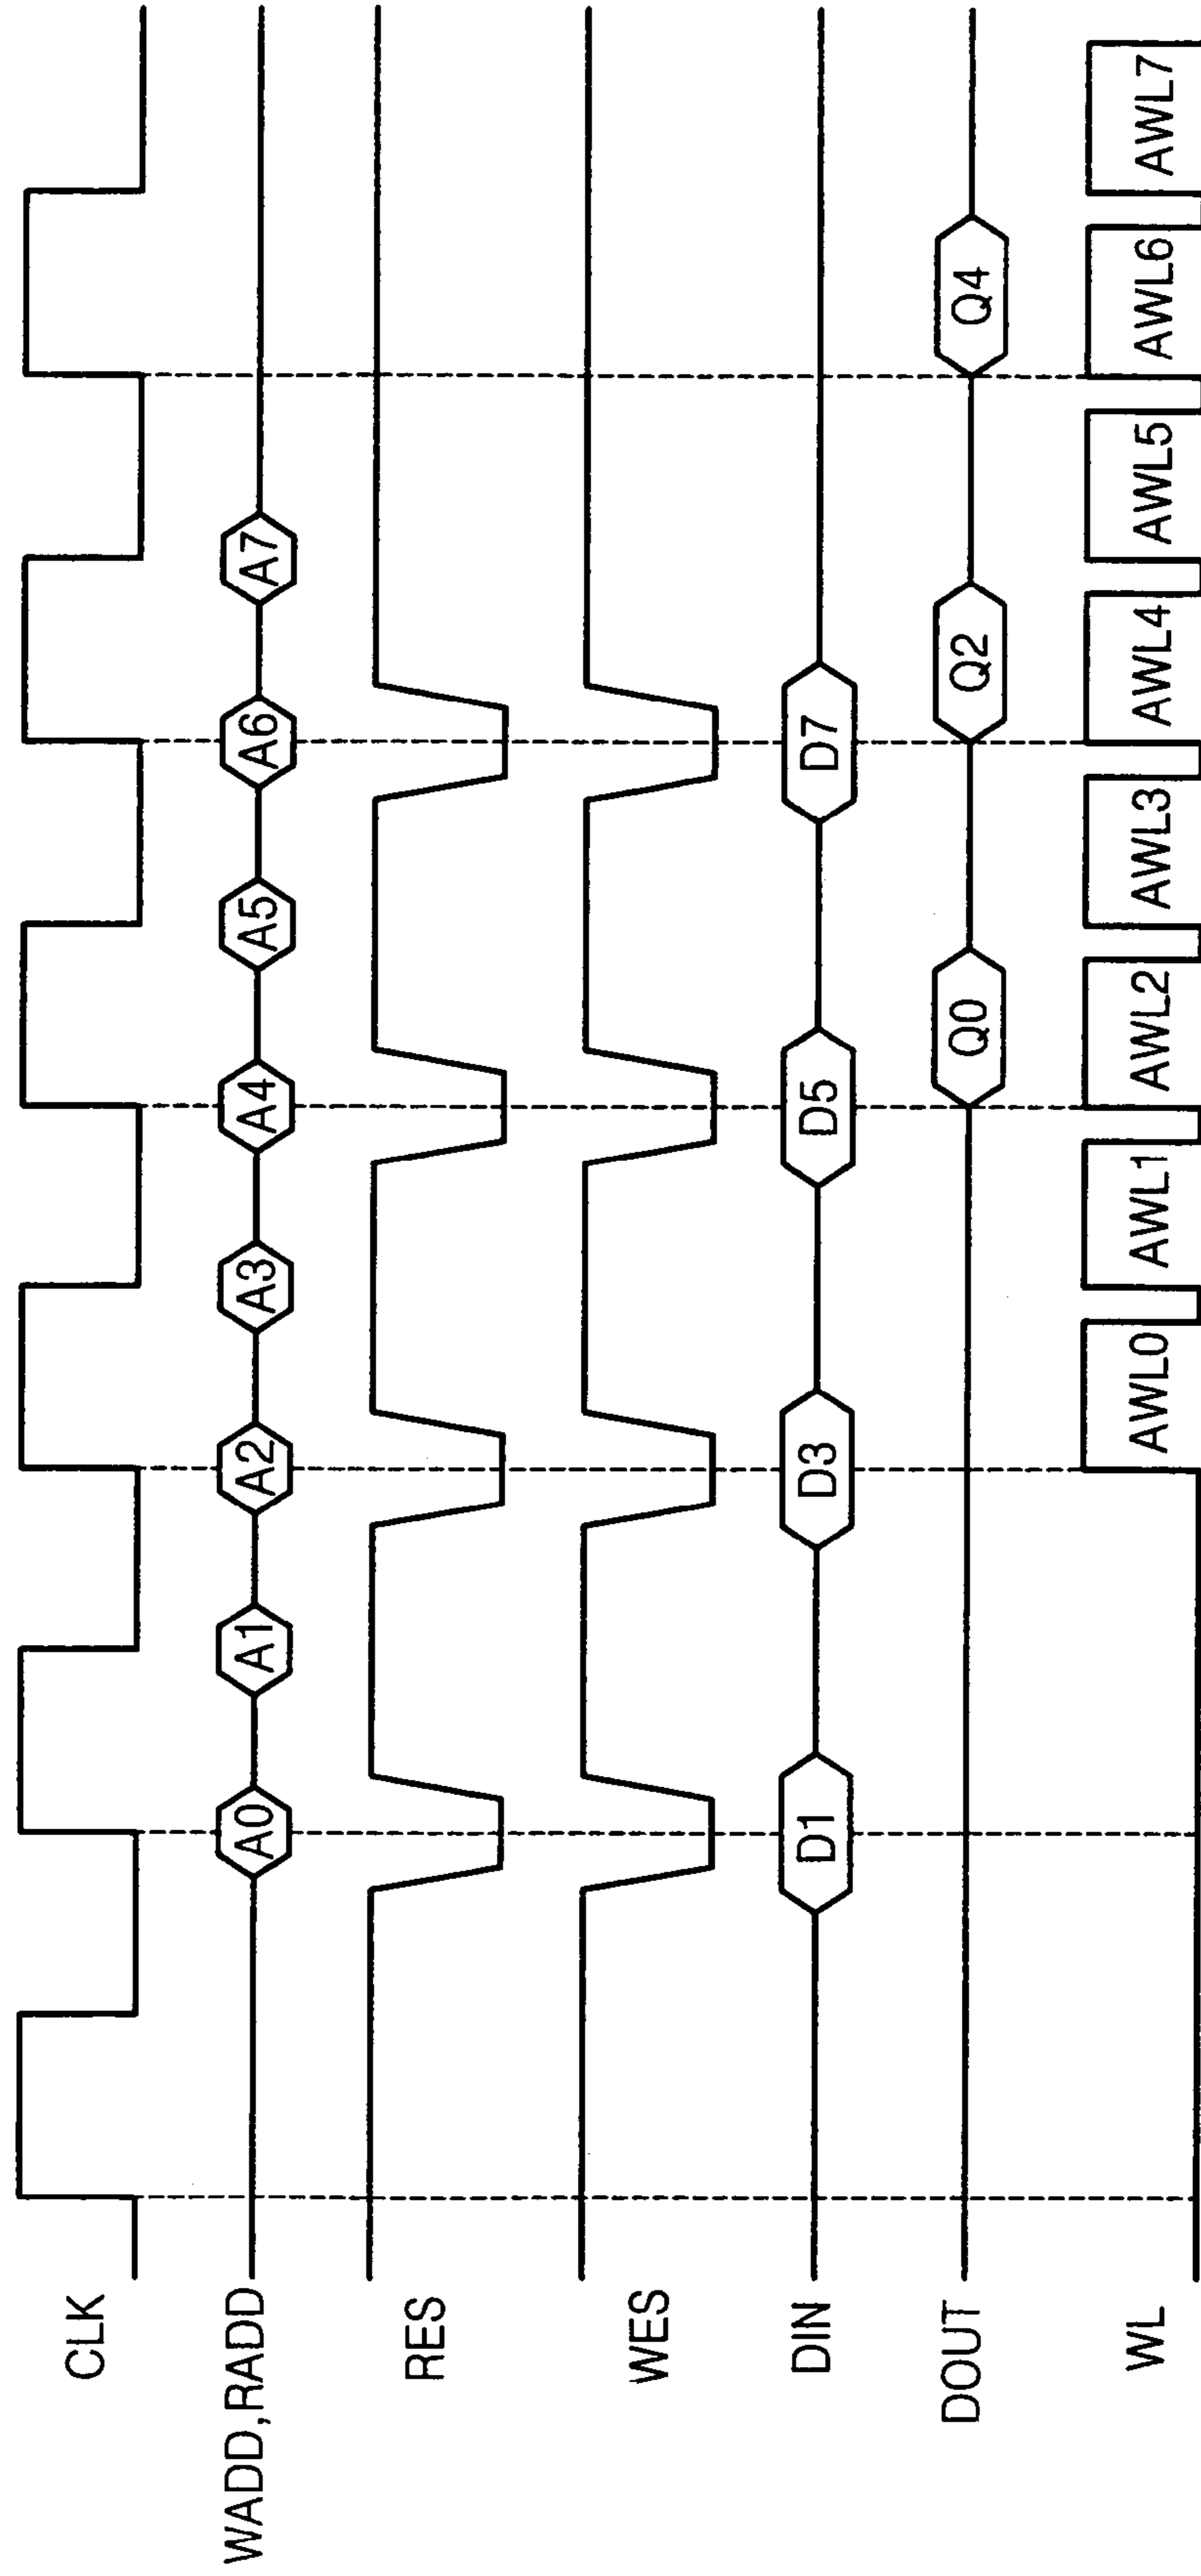 CLK
WADD,RADD
A0 A1 A2 A3 A4 A5 A6 A7
RES
WES
DIN
D1 D3 D5 D7
DOUT
Q0 Q2 Q4
WL
AWL0 AWL1 AWL2 AWL3 AWL4 AWL5 AWL6 AWL7